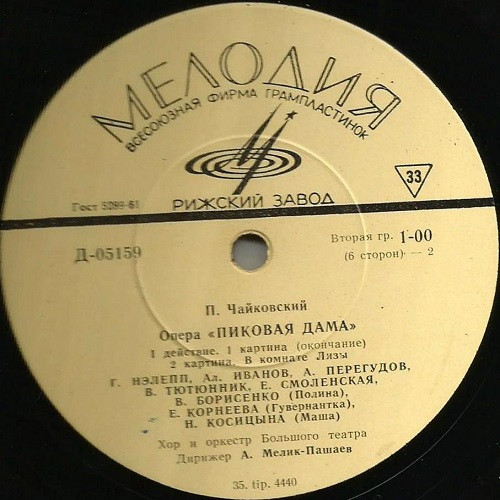 МЕЛОДИЯ
ВСЕСОЮЗНАЯ ФИРМА ГРАМПЛАСТИНОК
33
Гост 5289-61
РИЖСКИЙ ЗАВОД
Д-05159
Вторая гр. 1-00
(6 сторон) — 2
П. Чайковский
Опера «ПИКОВАЯ ДАМА»
1 действие. 1 картина (окончание)
2 картина. В комнате Лизы
Г. НЭЛЕПП, Ал. ИВАНОВ, А. ПЕРЕГУДОВ,
В. ТЮТЮННИК, Е. СМОЛЕНСКАЯ,
В. БОРИСЕНКО (Полина),
Е. КОРНЕЕВА (Гувернантка),
Н. КОСИЦЫНА (Маша)
Хор и оркестр Большого театра
Дирижер А. Мелик-Пашаев
35. tip. 4440